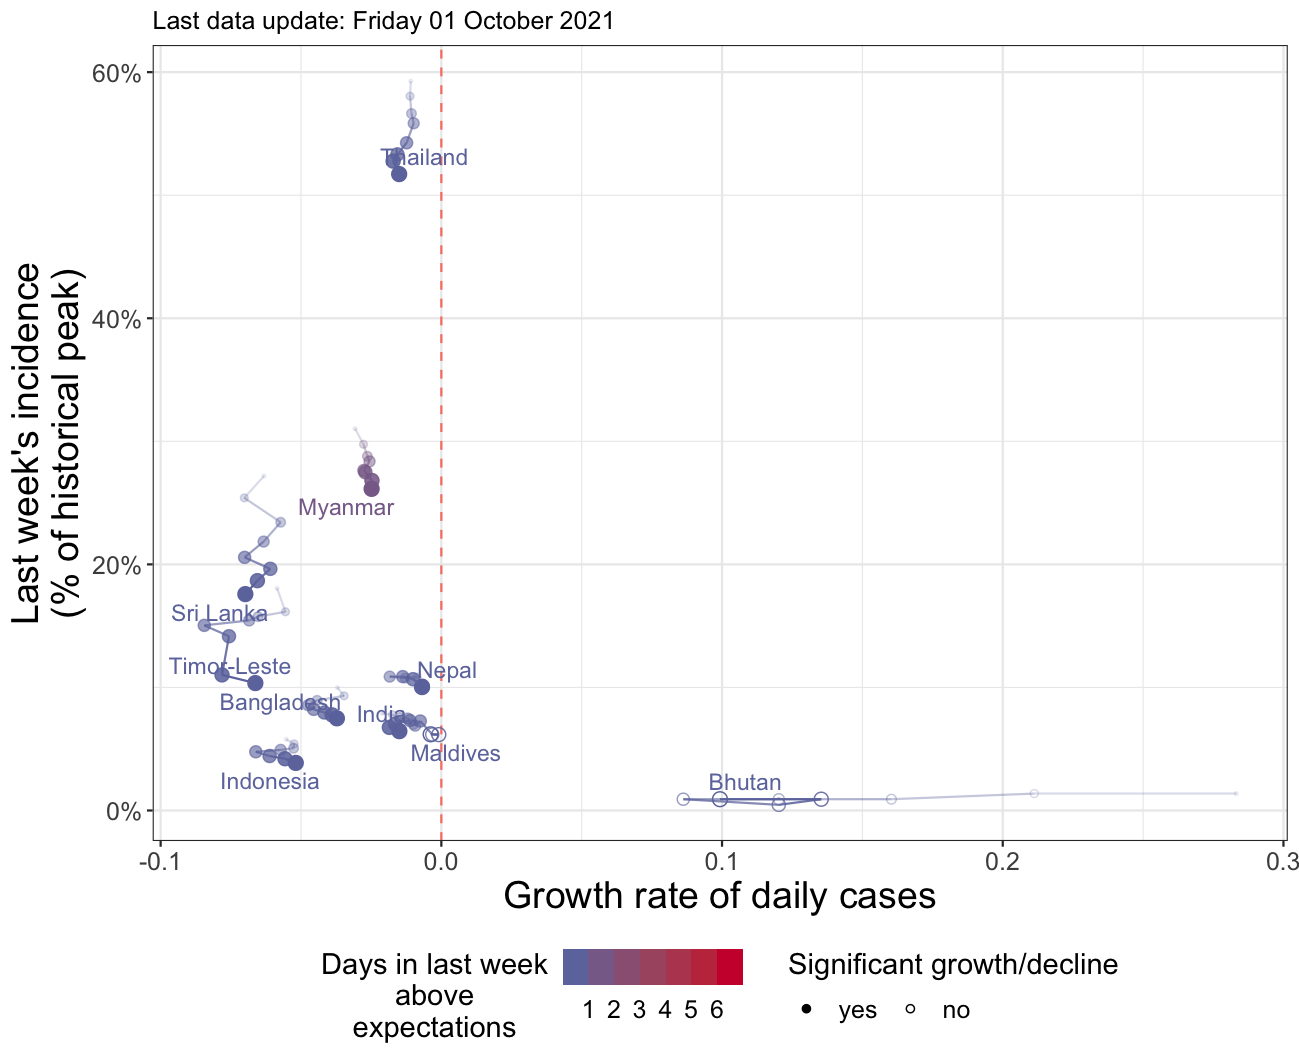 Last data update: Friday 01 October 2021
Last week's incidence
(% of historical peak)
60%
40%
20%
0%
Thailand
Myanmar
Sri Lanka
Timor-Leste
Nepal
Bangladesh
India
Maldives
Indonesia
Bhutan
-0.1 0.0 0.1 0.2 0.3
Growth rate of daily cases
Days in last week
above
expectations
1 2 3 4 5 6
Significant growth/decline
yes no